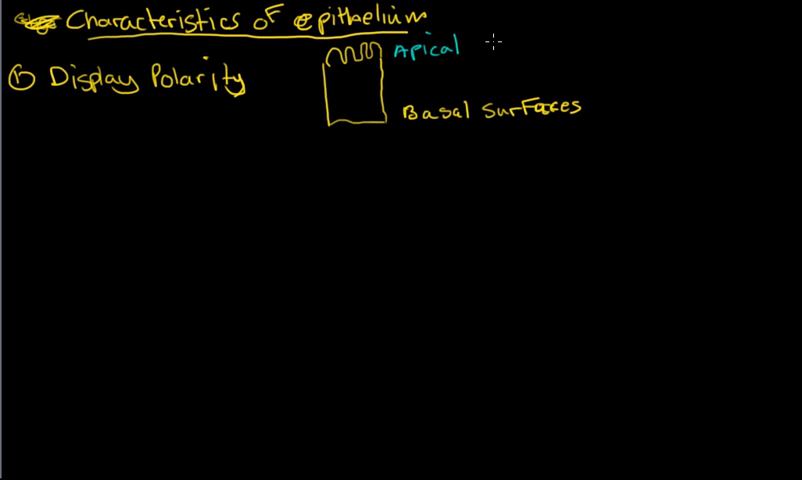 Characteristics of epithelium
① Display Polarity
Apical
Basal surfaces